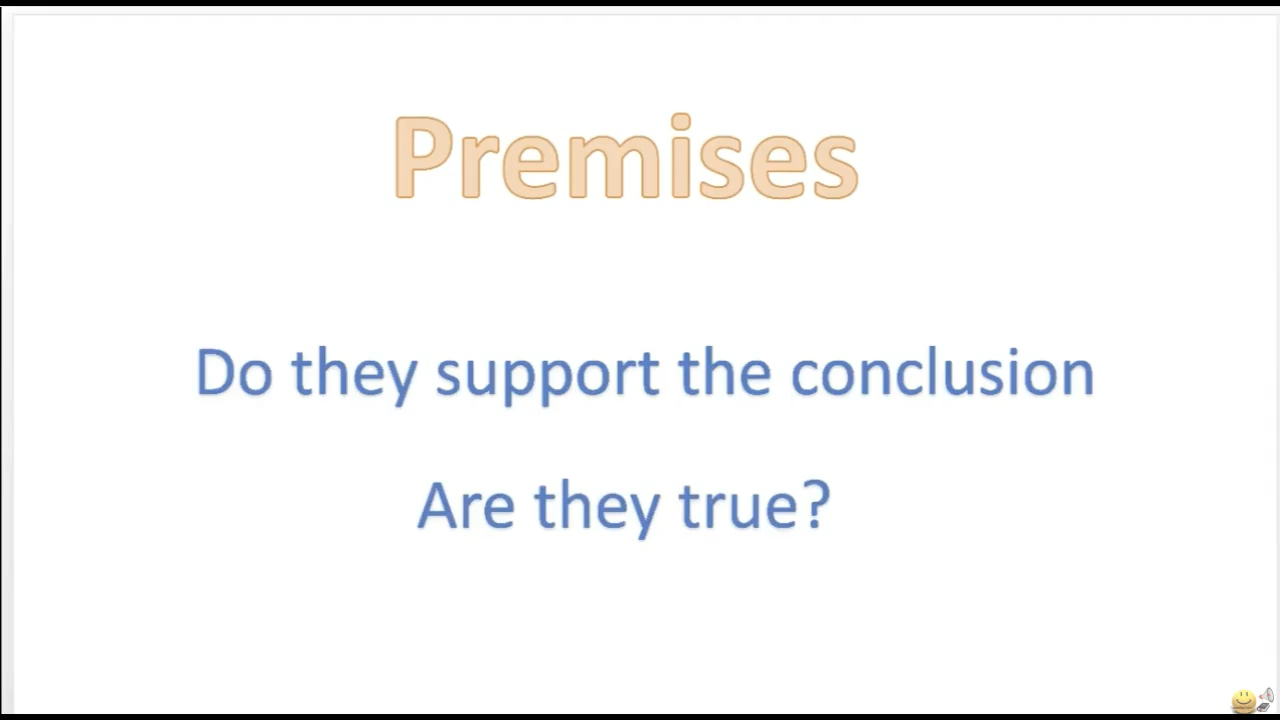 Premises
Do they support the conclusion
Are they true?